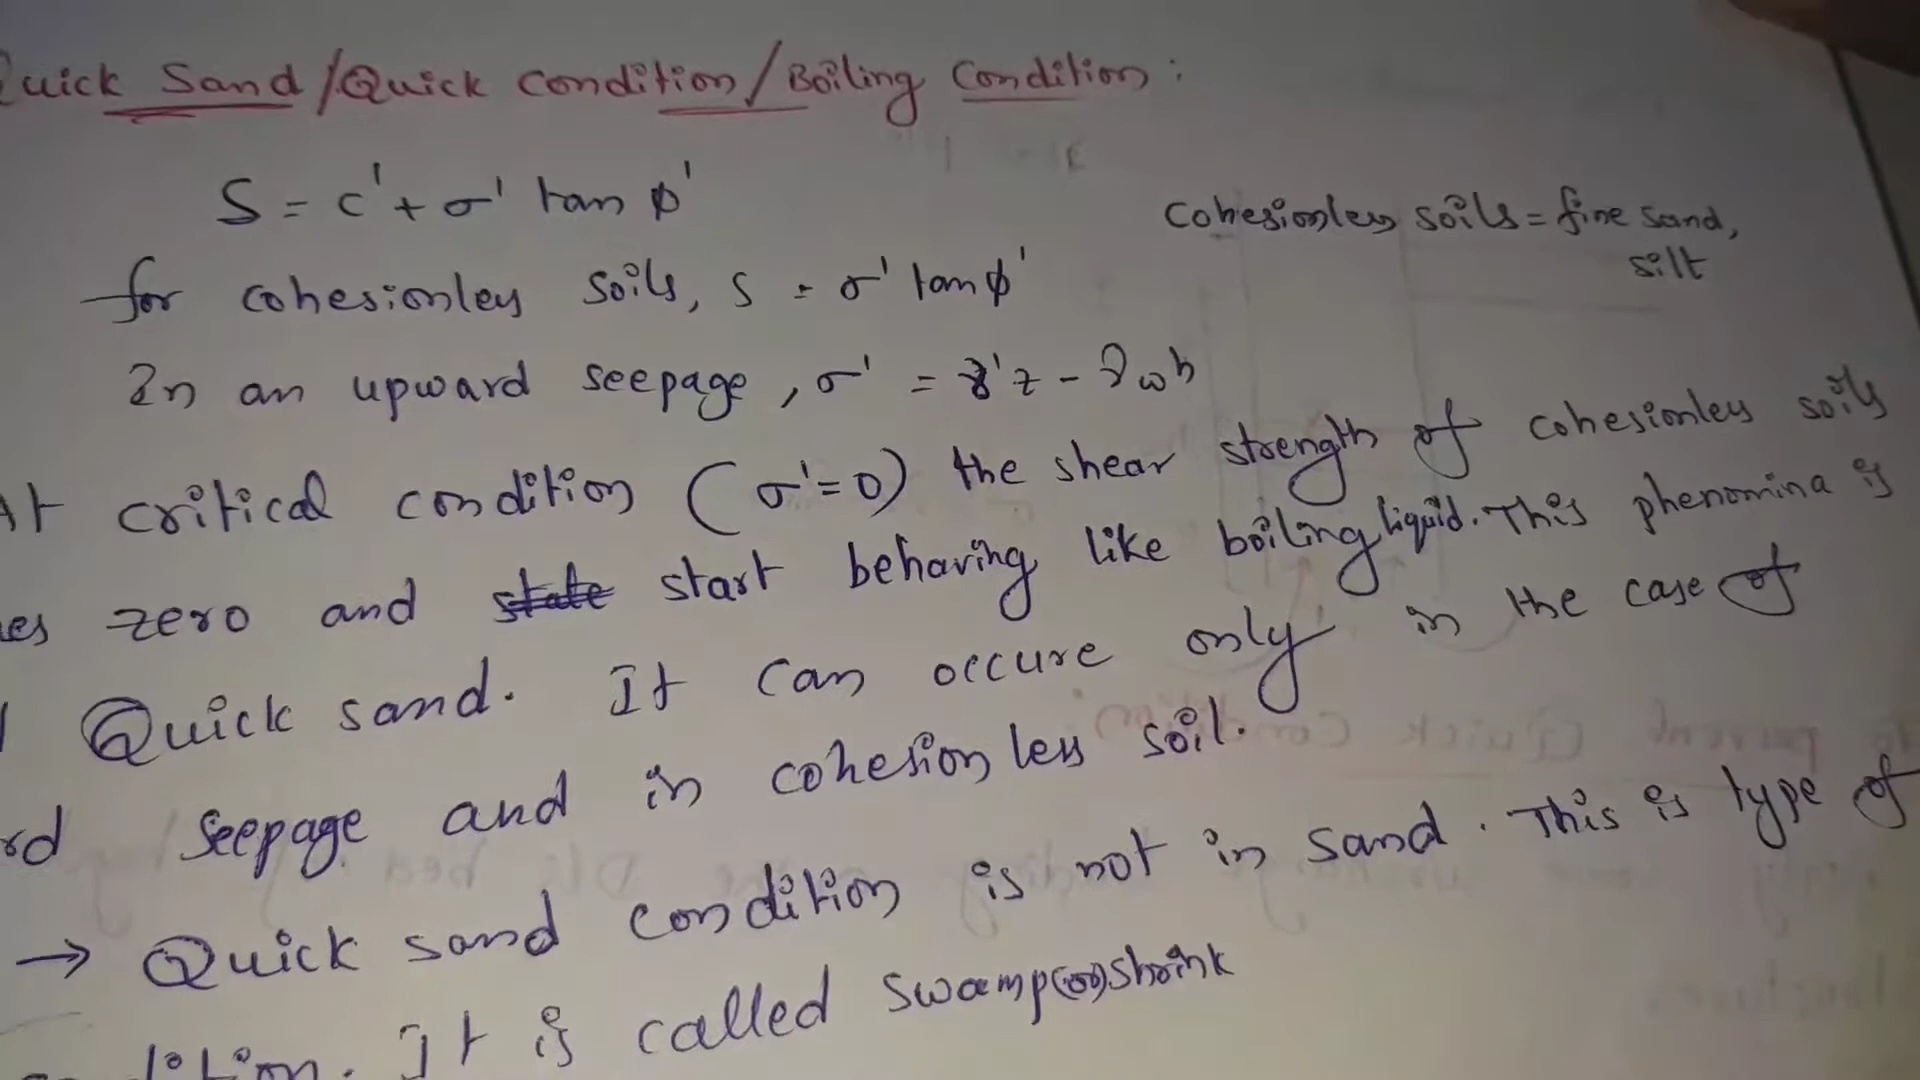 Quick Sand/Quick Condition/Boiling Condition:
S = c' + σ' tan φ'
Cohesionless soils = fine sand,
silt
for cohesionless soils, s = σ' tan φ'
In an upward seepage, σ' = γ'z - γwh
At critical condition (σ'=0) the shear strength of cohesionless soils
es zero and state start behaving like boiling liquid. This phenomina is
Quick sand. It can occure only in the case of
rd seepage and in cohesionless soil.
→ Quick sand condition is not in sand. This is type of
dition. It is called swamp(or)shrink